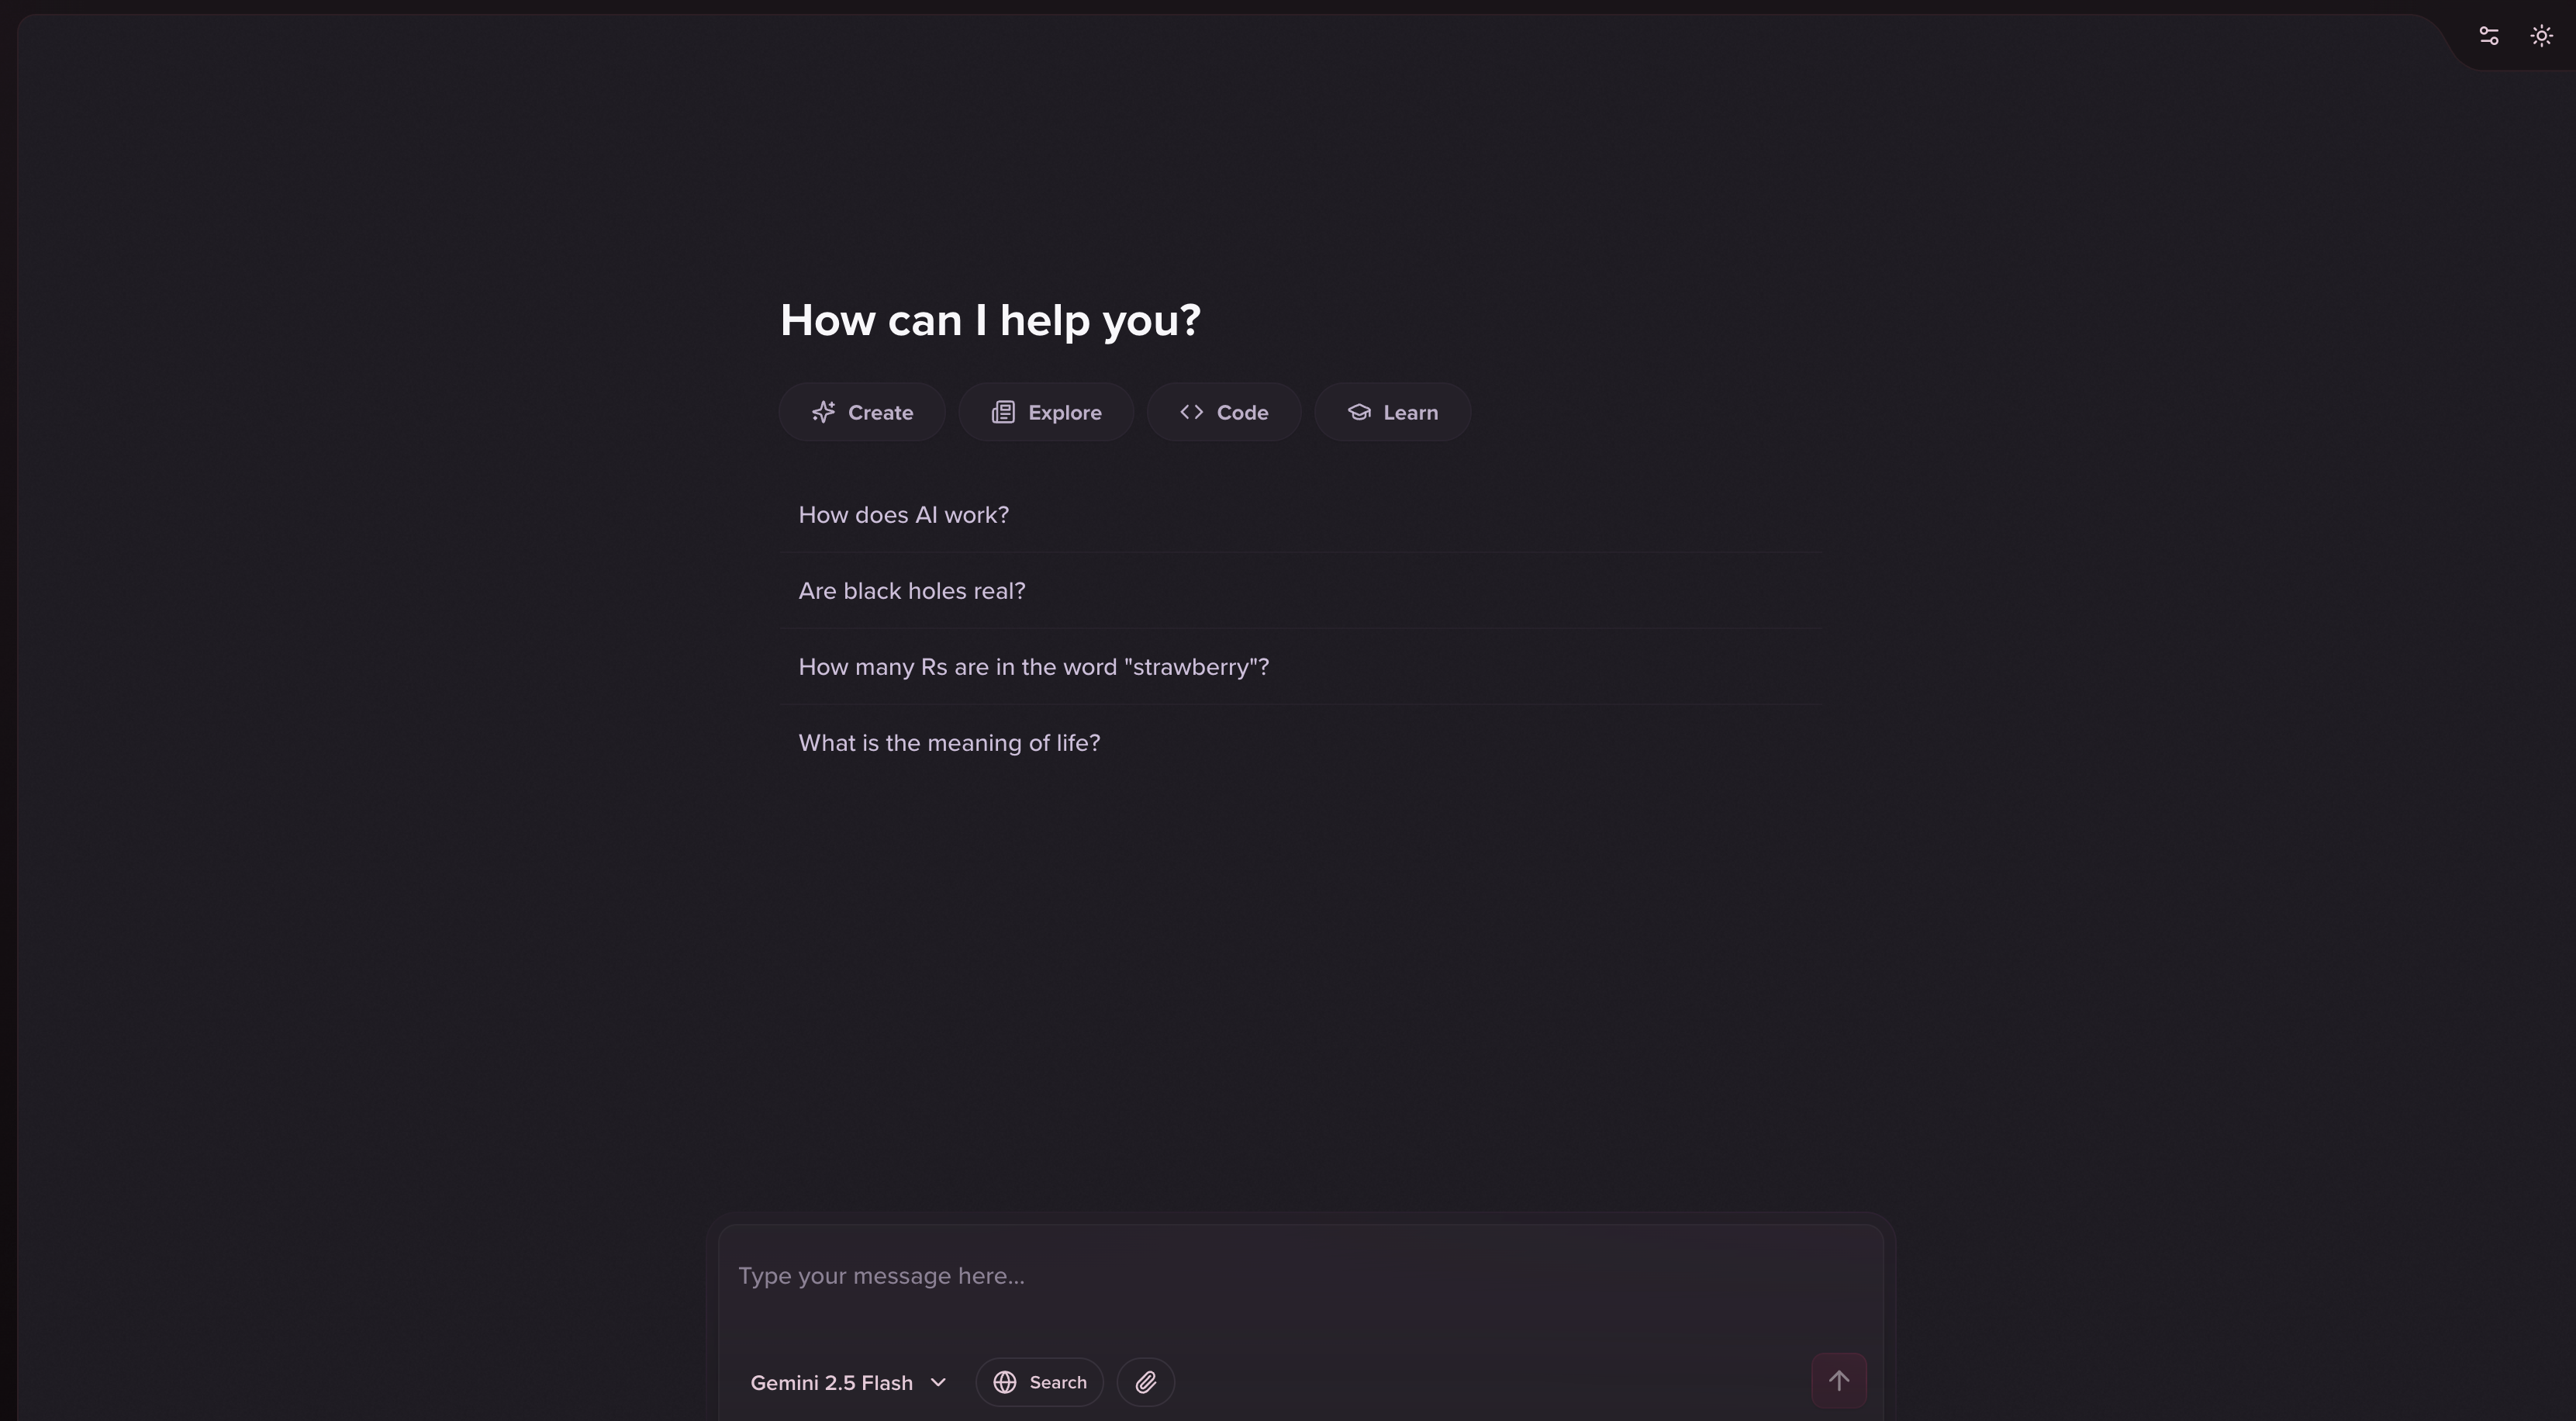 How can I help you?
Create
Explore
Code
Learn
How does AI work?
Are black holes real?
How many Rs are in the word "strawberry"?
What is the meaning of life?
Type your message here...
Gemini 2.5 Flash
Search